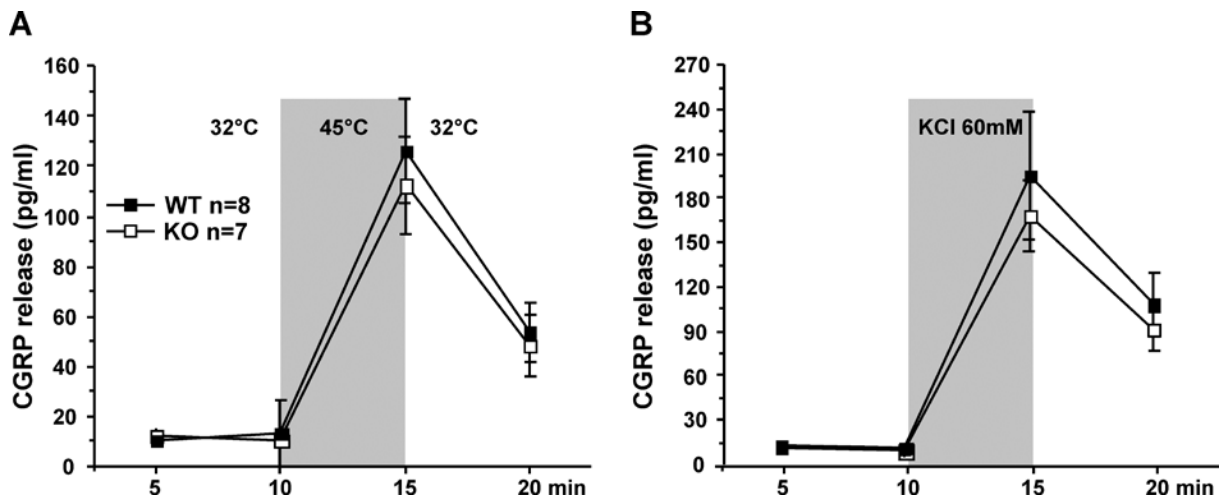 A
CGRP release (pg/ml)
160
140
120
100
80
60
40
20
0
32°C 45°C 32°C
WT n=8
KO n=7
5 10 15 20 min
B
CGRP release (pg/ml)
270
240
210
180
150
120
90
60
30
0
KCl 60mM
5 10 15 20 min